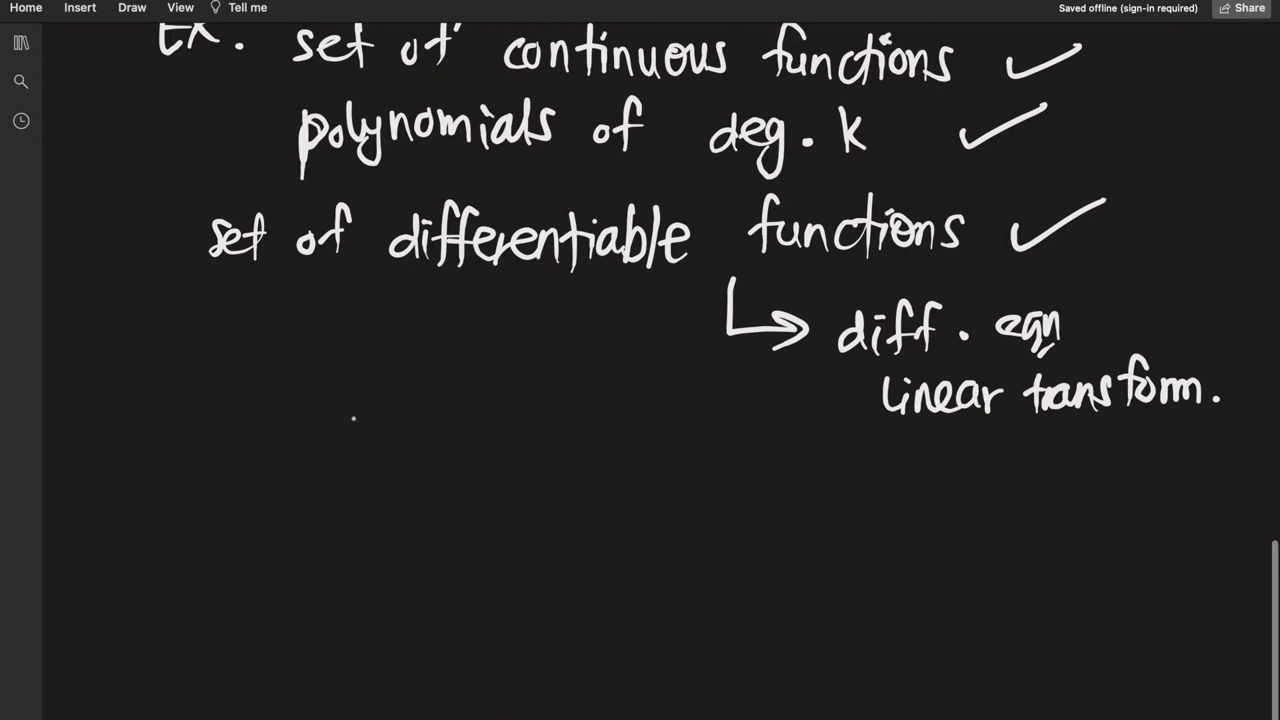 Home Insert Draw View Tell me Saved offline (sign-in required) Share
Ex. set of continuous functions ✓
polynomials of deg. k ✓
set of differentiable functions ✓
↳ diff. eqn
linear transform.